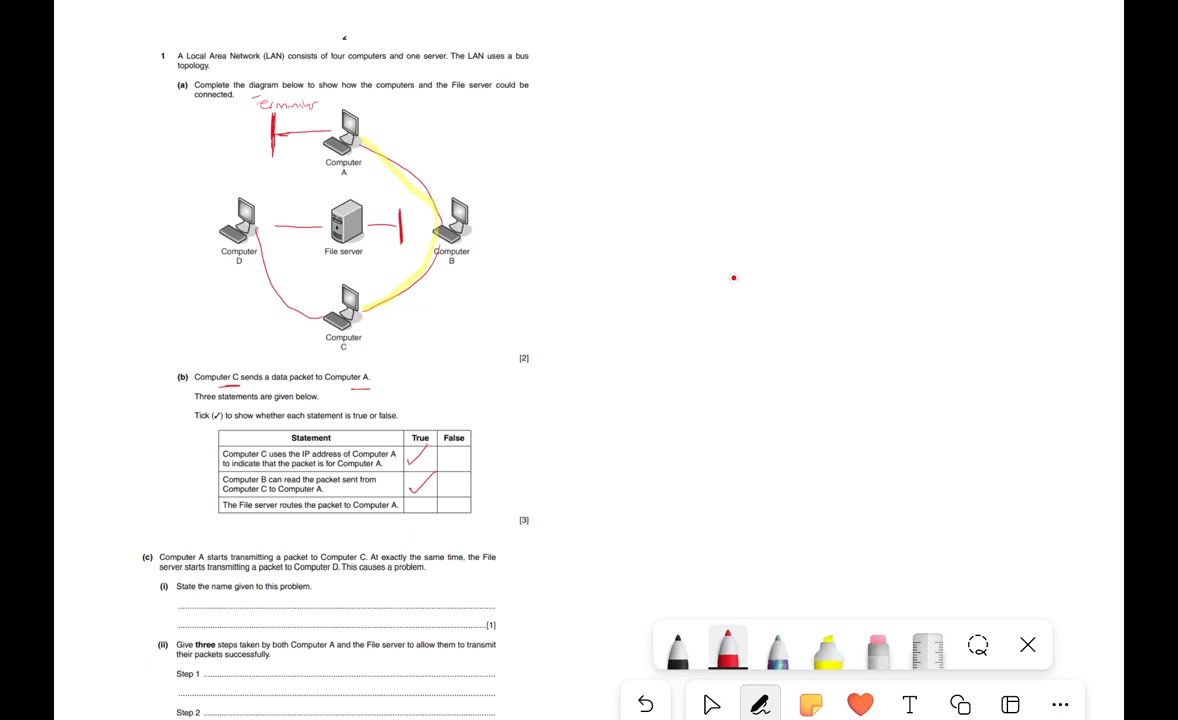 2
1 A Local Area Network (LAN) consists of four computers and one server. The LAN uses a bus
topology.
(a) Complete the diagram below to show how the computers and the File server could be
connected.
Computer
A
Computer
D
File server
Computer
B
Computer
C
[2]
(b) Computer C sends a data packet to Computer A.
Three statements are given below.
Tick (✓) to show whether each statement is true or false.
Statement True False
Computer C uses the IP address of Computer A
to indicate that the packet is for Computer A. ✓
Computer B can read the packet sent from
Computer C to Computer A. ✓
The File server routes the packet to Computer A.
[3]
(c) Computer A starts transmitting a packet to Computer C. At exactly the same time, the File
server starts transmitting a packet to Computer D. This causes a problem.
(i) State the name given to this problem.
[1]
(ii) Give three steps taken by both Computer A and the File server to allow them to transmit
their packets successfully.
Step 1
Step 2
T